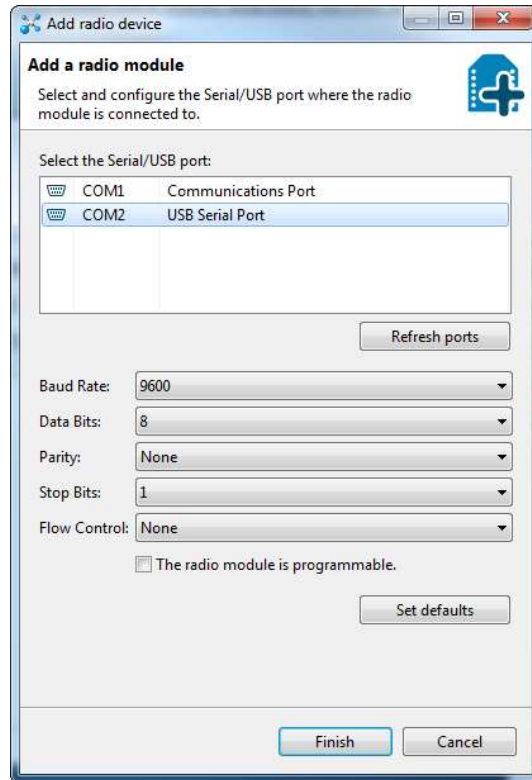 Add radio device
Add a radio module
Select and configure the Serial/USB port where the radio
module is connected to.
Select the Serial/USB port:
COM1 Communications Port
COM2 USB Serial Port
Refresh ports
Baud Rate: 9600
Data Bits: 8
Parity: None
Stop Bits: 1
Flow Control: None
The radio module is programmable.
Set defaults
Finish Cancel